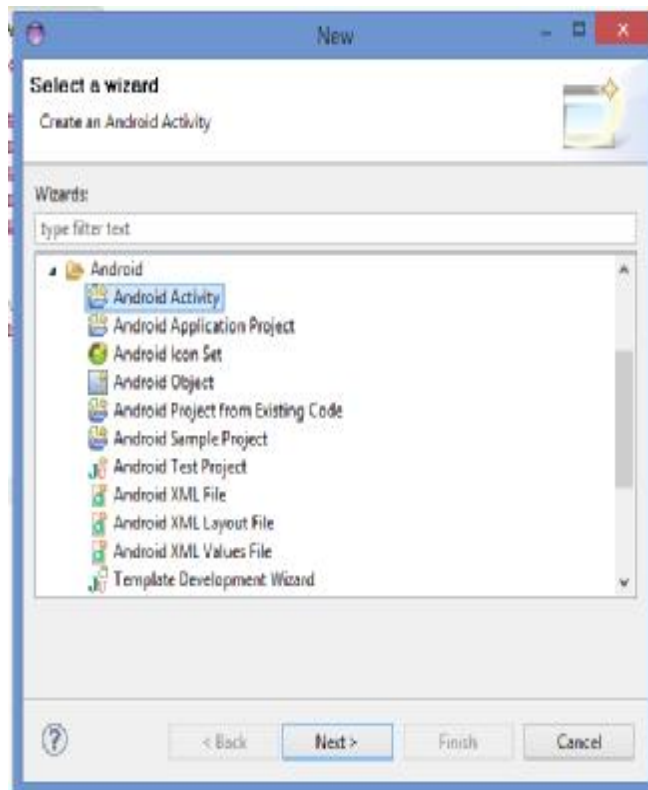 New
Select a wizard
Create an Android Activity
Wizards:
type filter text
Android
Android Activity
Android Application Project
Android Icon Set
Android Object
Android Project from Existing Code
Android Sample Project
Android Test Project
Android XML File
Android XML Layout File
Android XML Values File
Template Development Wizard
< Back Next > Finish Cancel